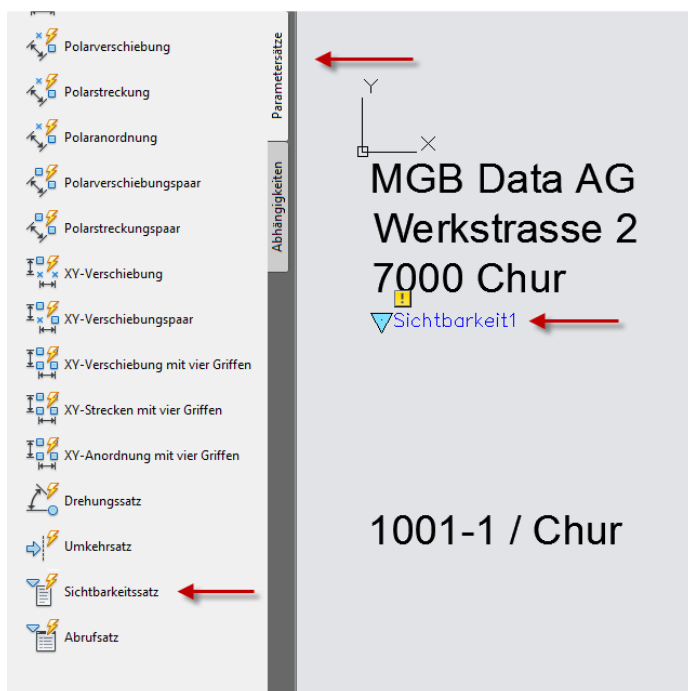 Polarverschiebung
Polarstreckung
Polaranordnung
Polarverschiebungspaar
Polarstreckungspaar
XY-Verschiebung
XY-Verschiebungspaar
XY-Verschiebung mit vier Griffen
XY-Strecken mit vier Griffen
XY-Anordnung mit vier Griffen
Drehungssatz
Umkehrsatz
Sichtbarkeitssatz
Abrufsatz
Parametersätze
Abhängigkeiten
Y
X
MGB Data AG
Werkstrasse 2
7000 Chur
!
Sichtbarkeit1
1001-1 / Chur